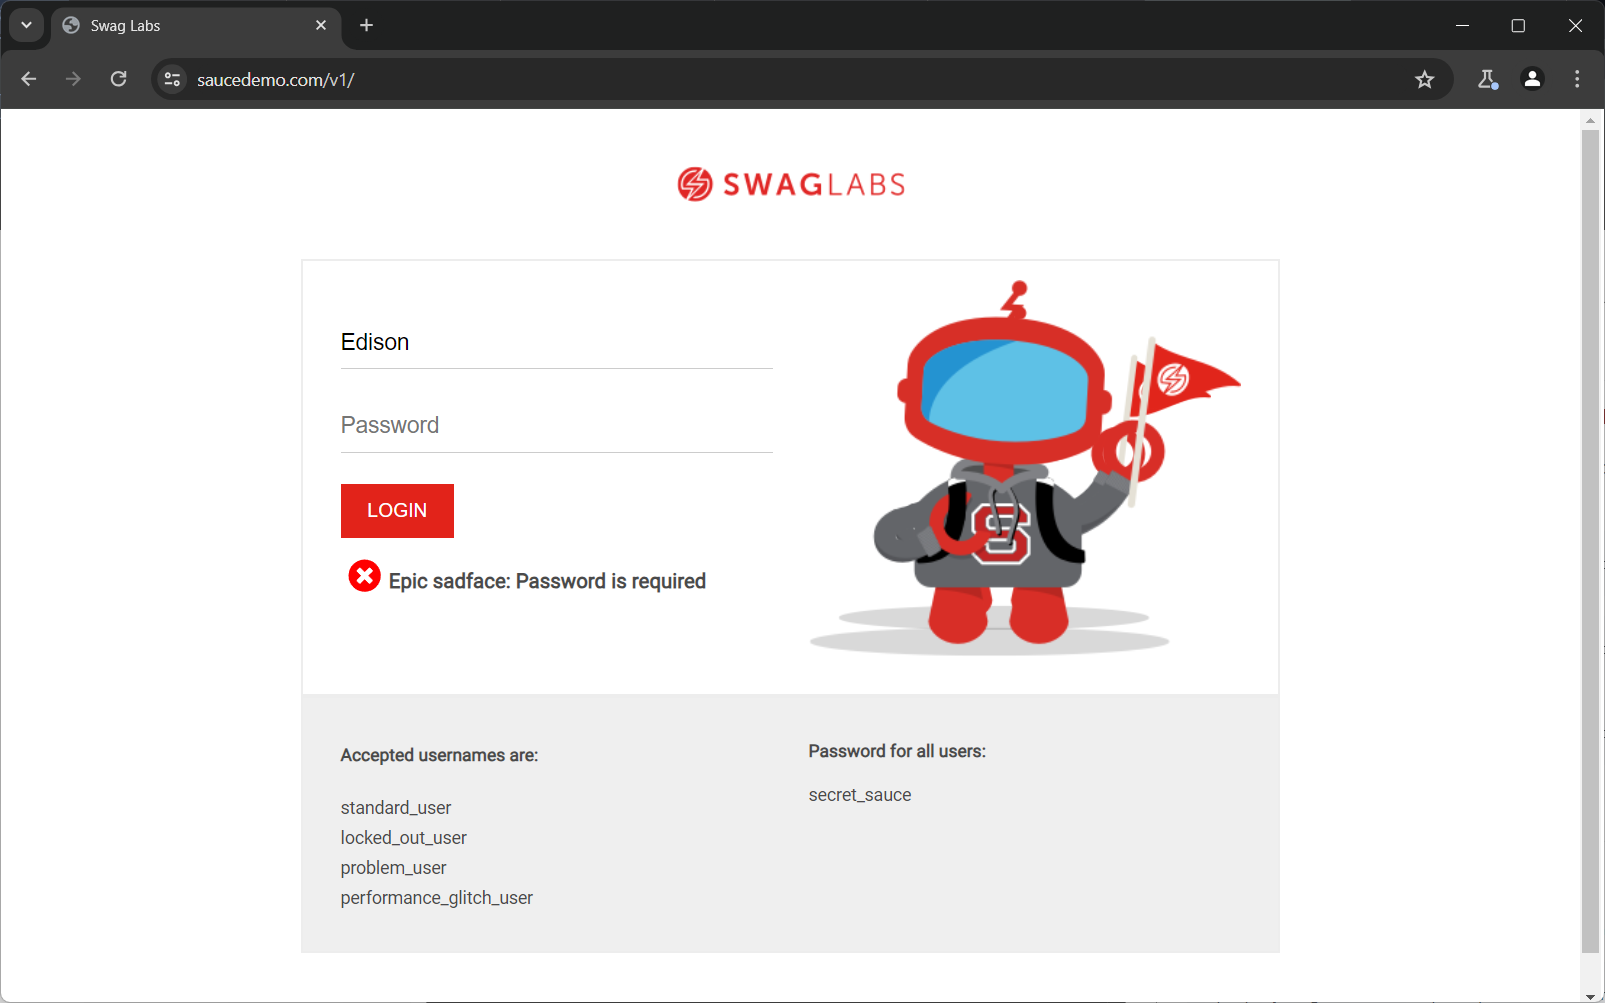 Swag Labs
saucedemo.com/v1/
SWAGLABS
Edison
Password
LOGIN
Epic sadface: Password is required
S
Accepted usernames are:
standard_user
locked_out_user
problem_user
performance_glitch_user
Password for all users:
secret_sauce